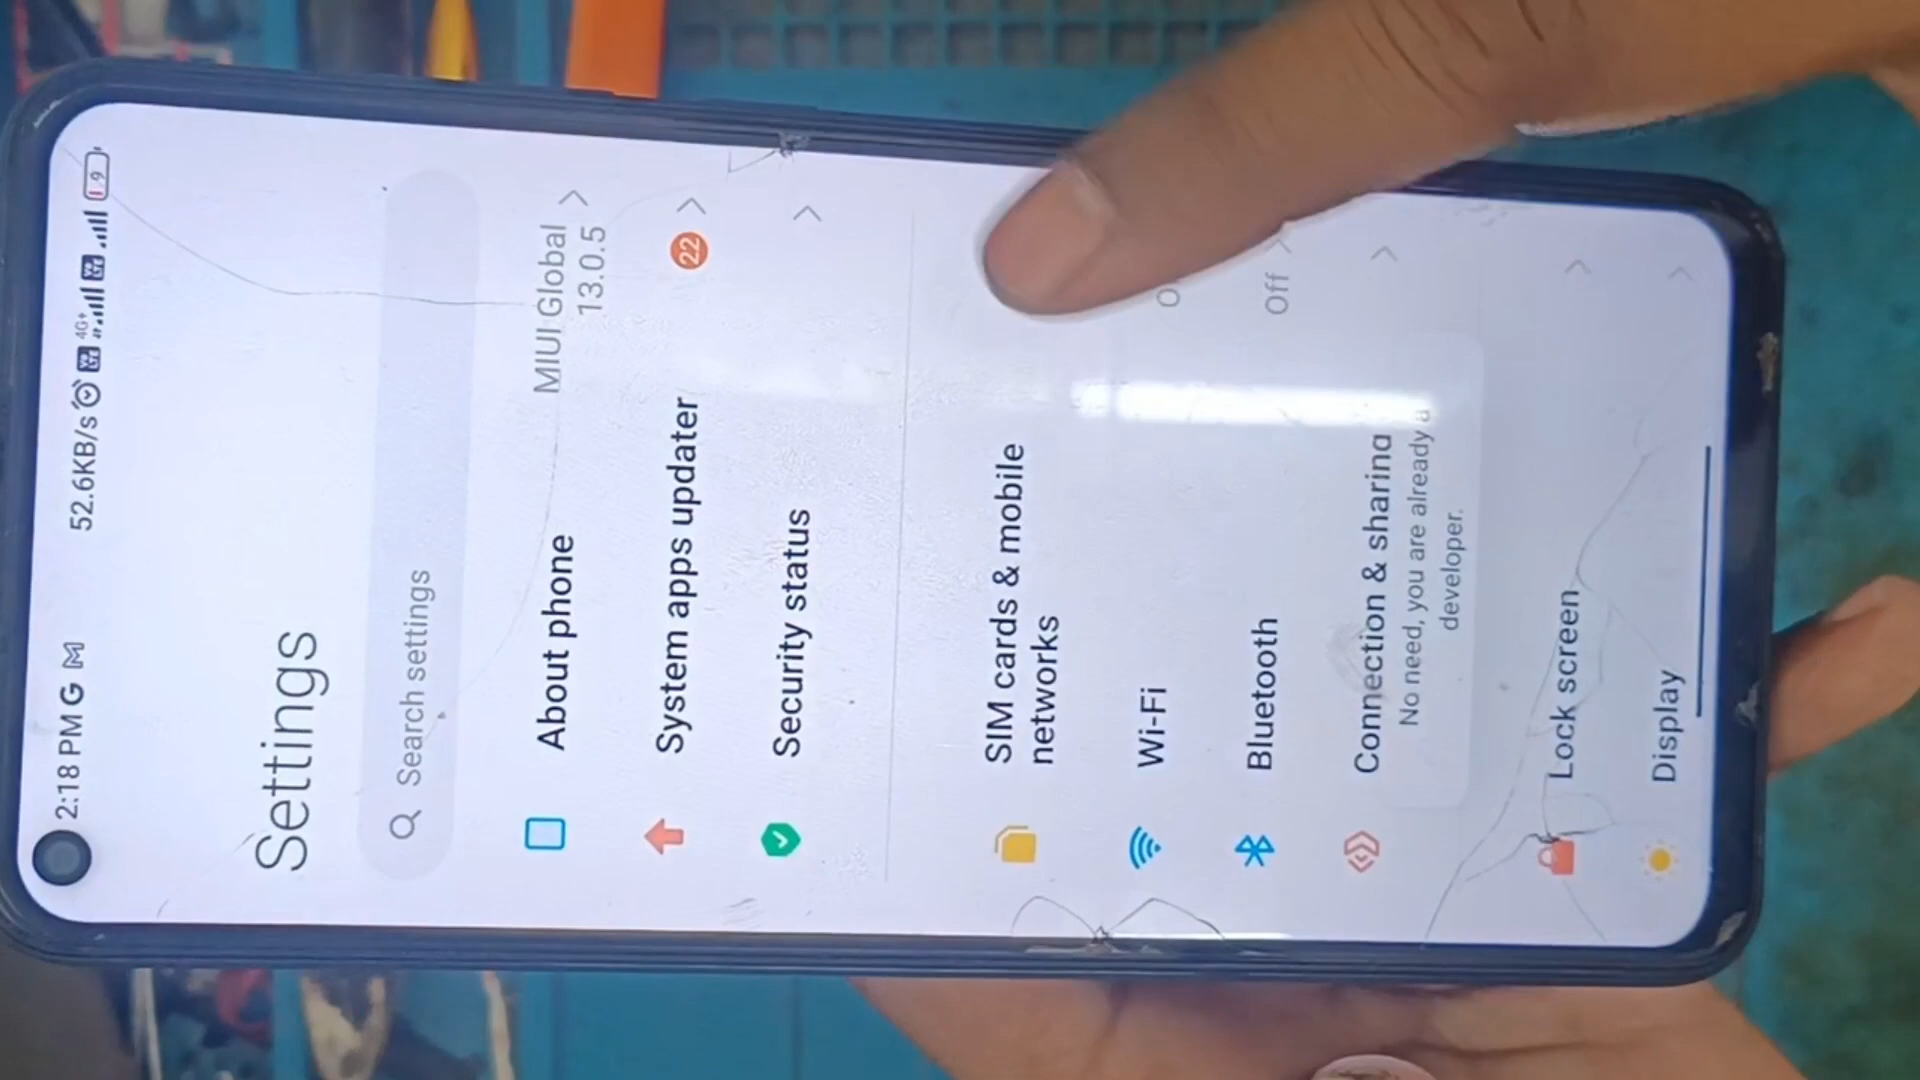 2:18 PM G M 52.6KB/s 4G+ 19
Settings
Search settings
About phone MIUI Global
13.0.5
System apps updater 22
Security status
SIM cards & mobile
networks
Wi-Fi
Bluetooth Off
Connection & sharing
No need, you are already a
developer.
Lock screen
Display